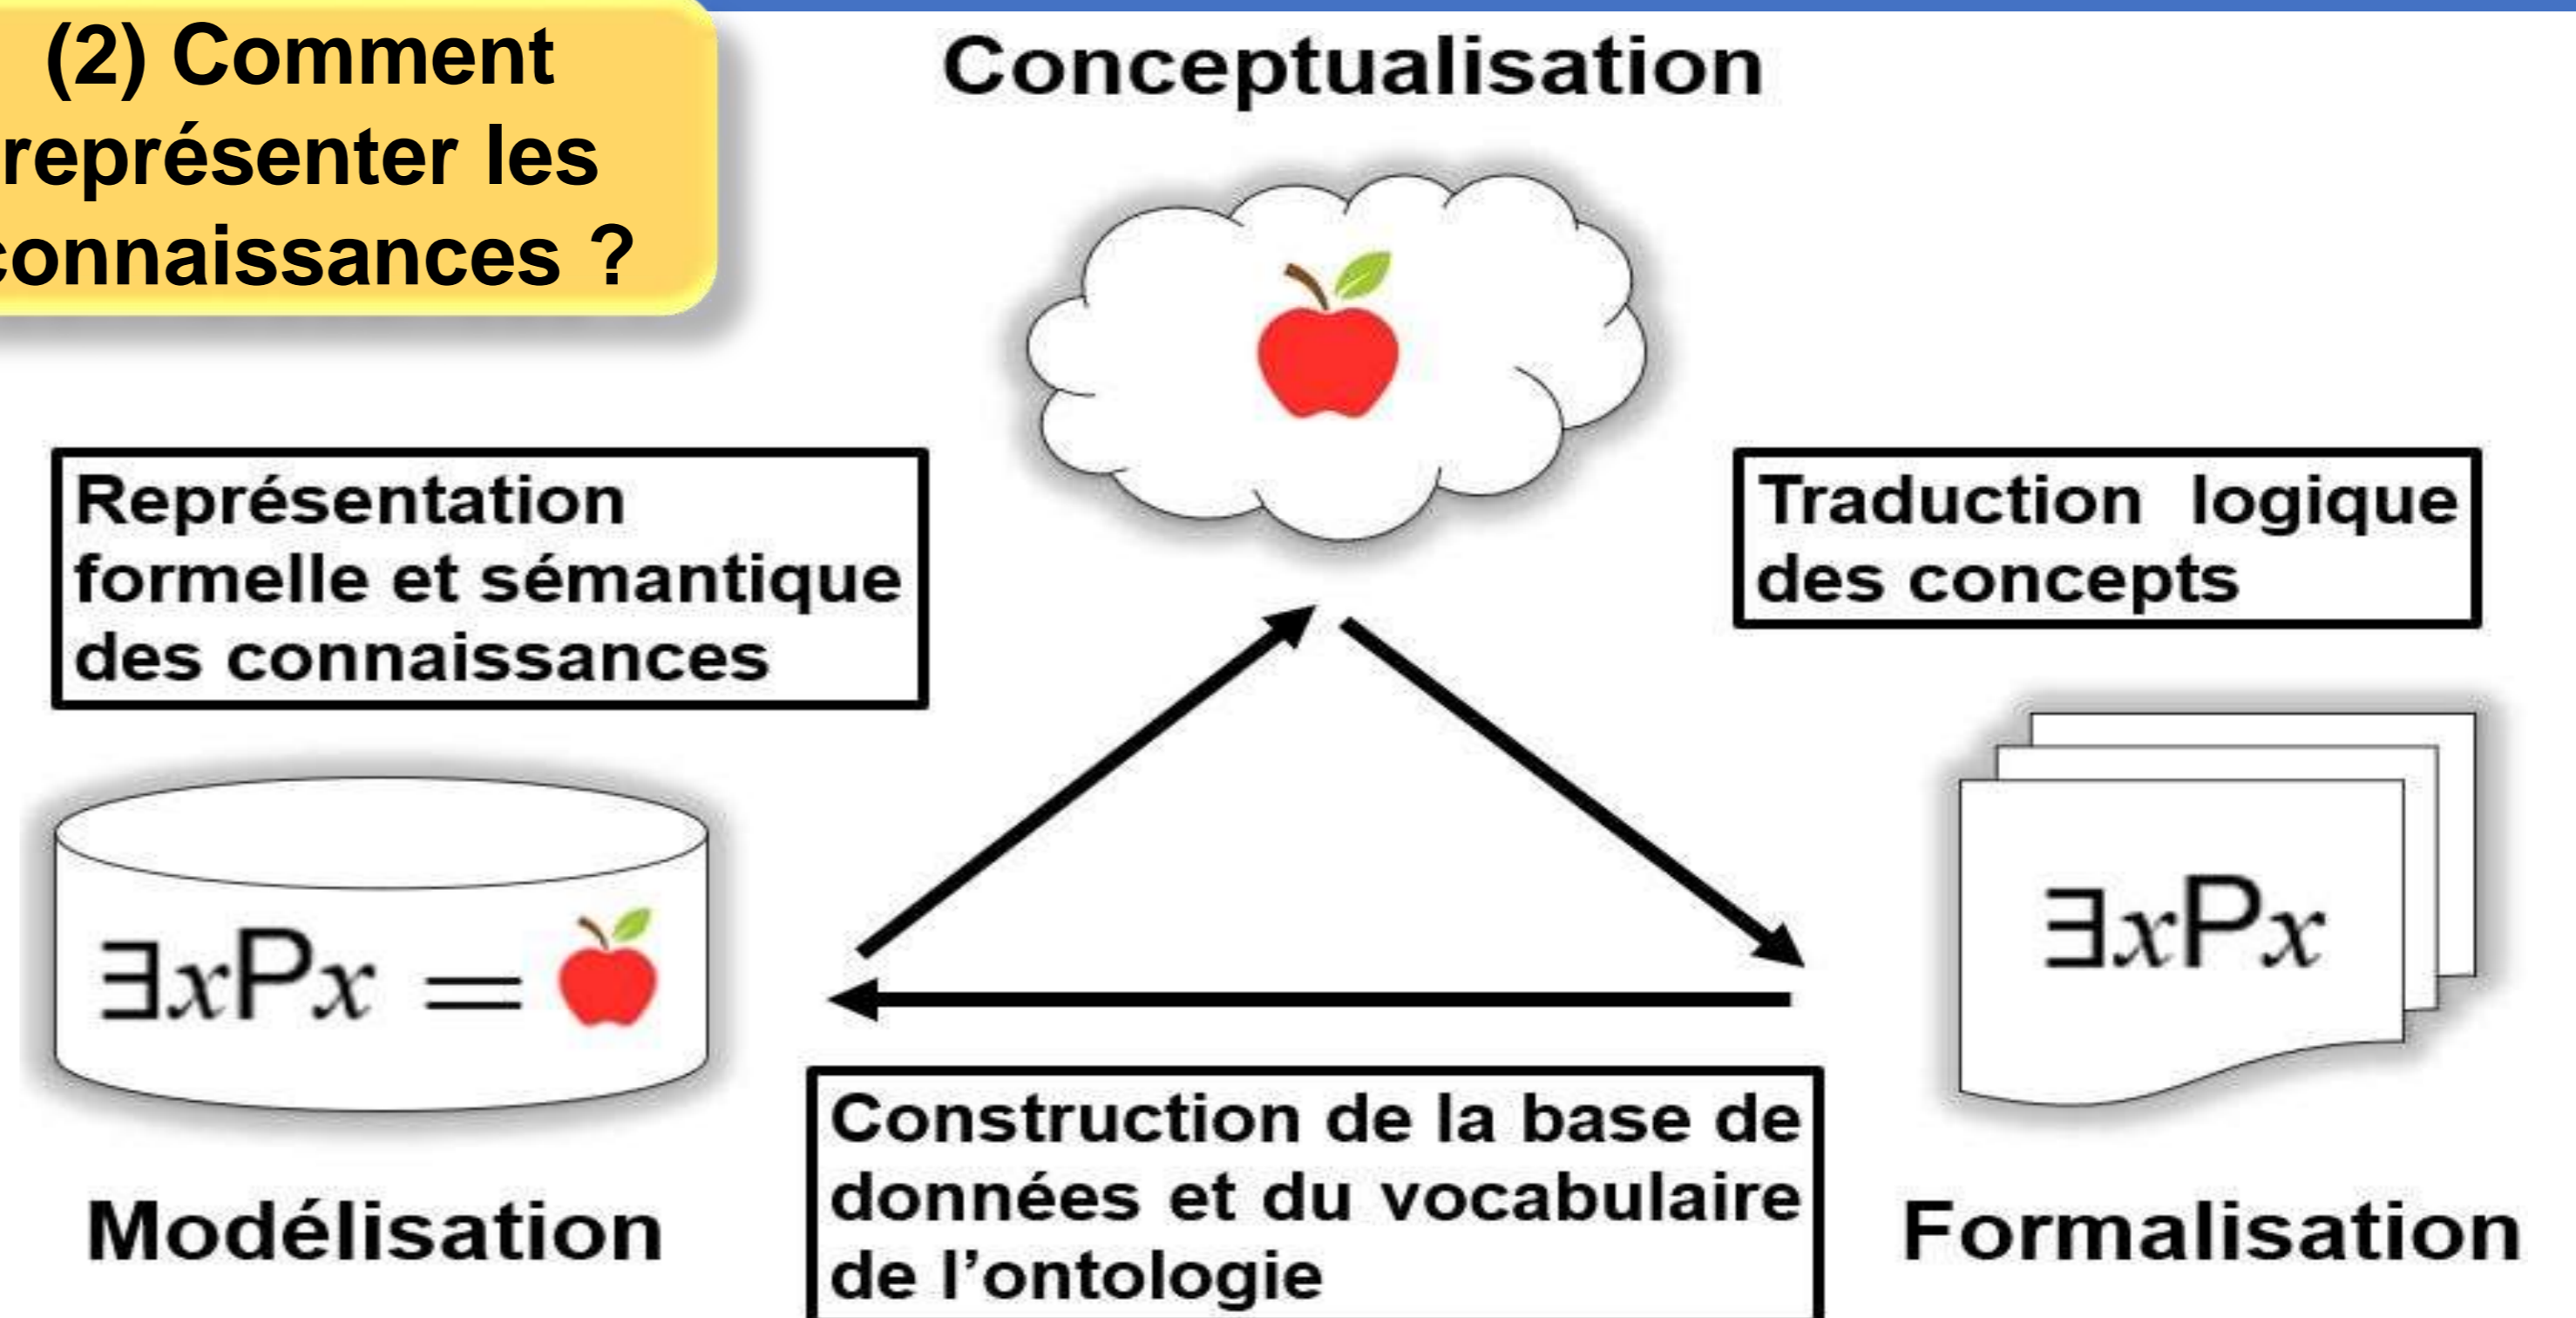 (2) Comment
représenter les
connaissances ?
Conceptualisation
Représentation
formelle et sémantique
des connaissances
Traduction logique
des concepts
∃xPx =
∃xPx
Construction de la base de
données et du vocabulaire
de l’ontologie
Modélisation
Formalisation